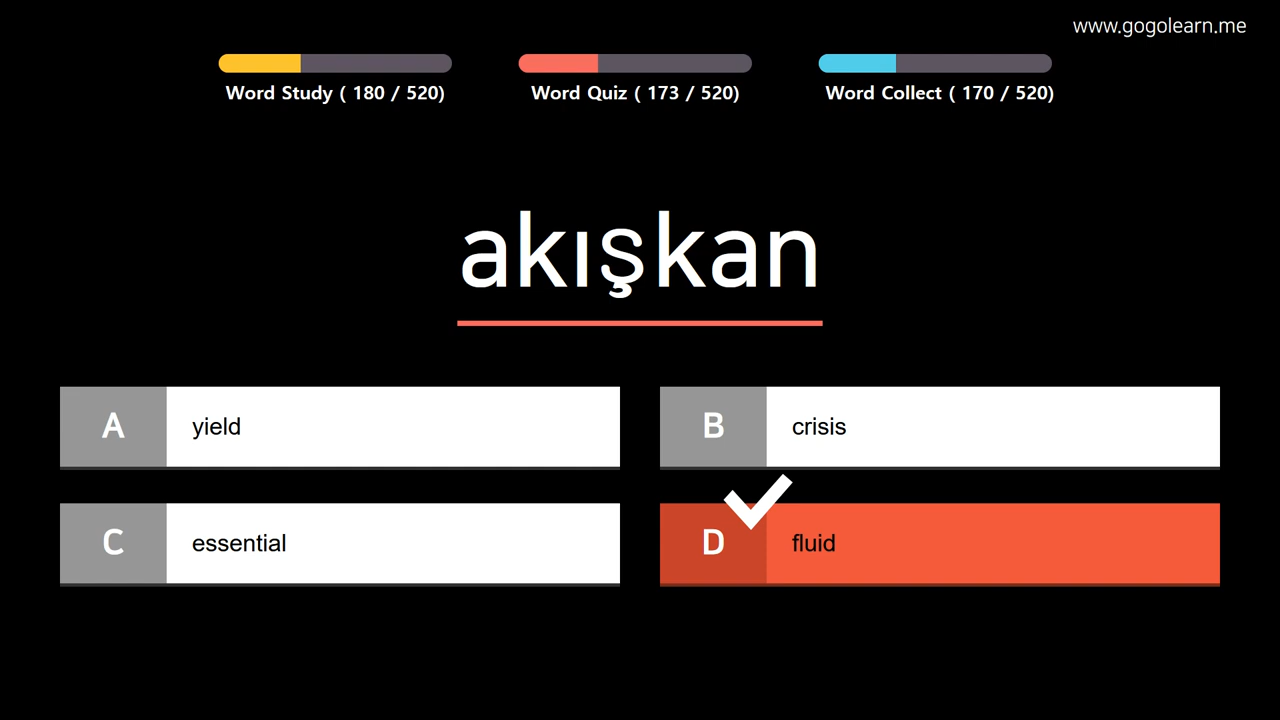 www.gogolearn.me
Word Study ( 180 / 520)
Word Quiz ( 173 / 520)
Word Collect ( 170 / 520)
akışkan
A yield
B crisis
C essential
D fluid